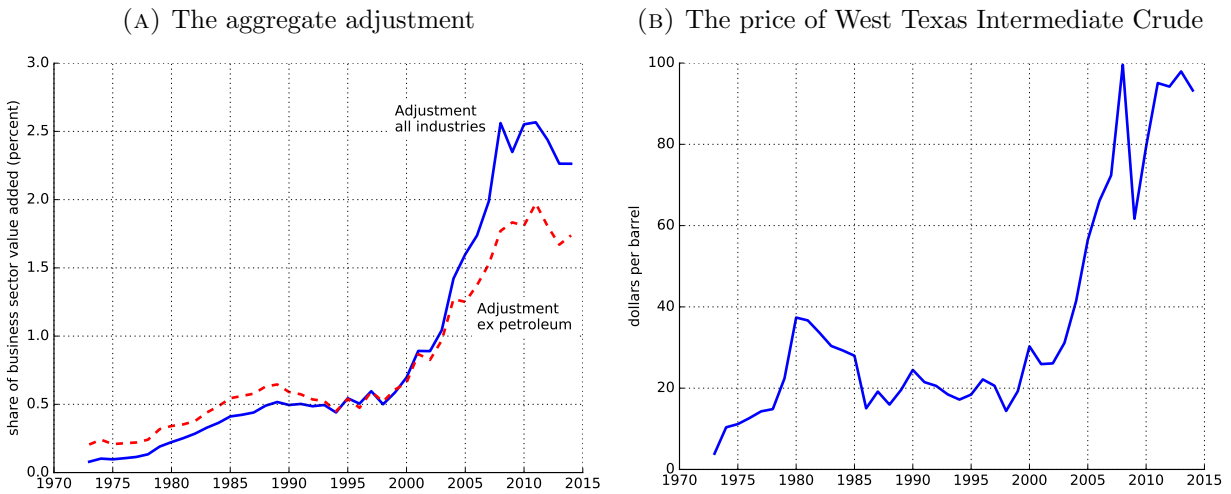 (A) The aggregate adjustment
share of business sector value added (percent)
3.0
2.5
2.0
1.5
1.0
0.5
0.0
1970 1975 1980 1985 1990 1995 2000 2005 2010 2015
Adjustment
all industries
Adjustment
ex petroleum
(B) The price of West Texas Intermediate Crude
dollars per barrel
100
80
60
40
20
0
1970 1975 1980 1985 1990 1995 2000 2005 2010 2015